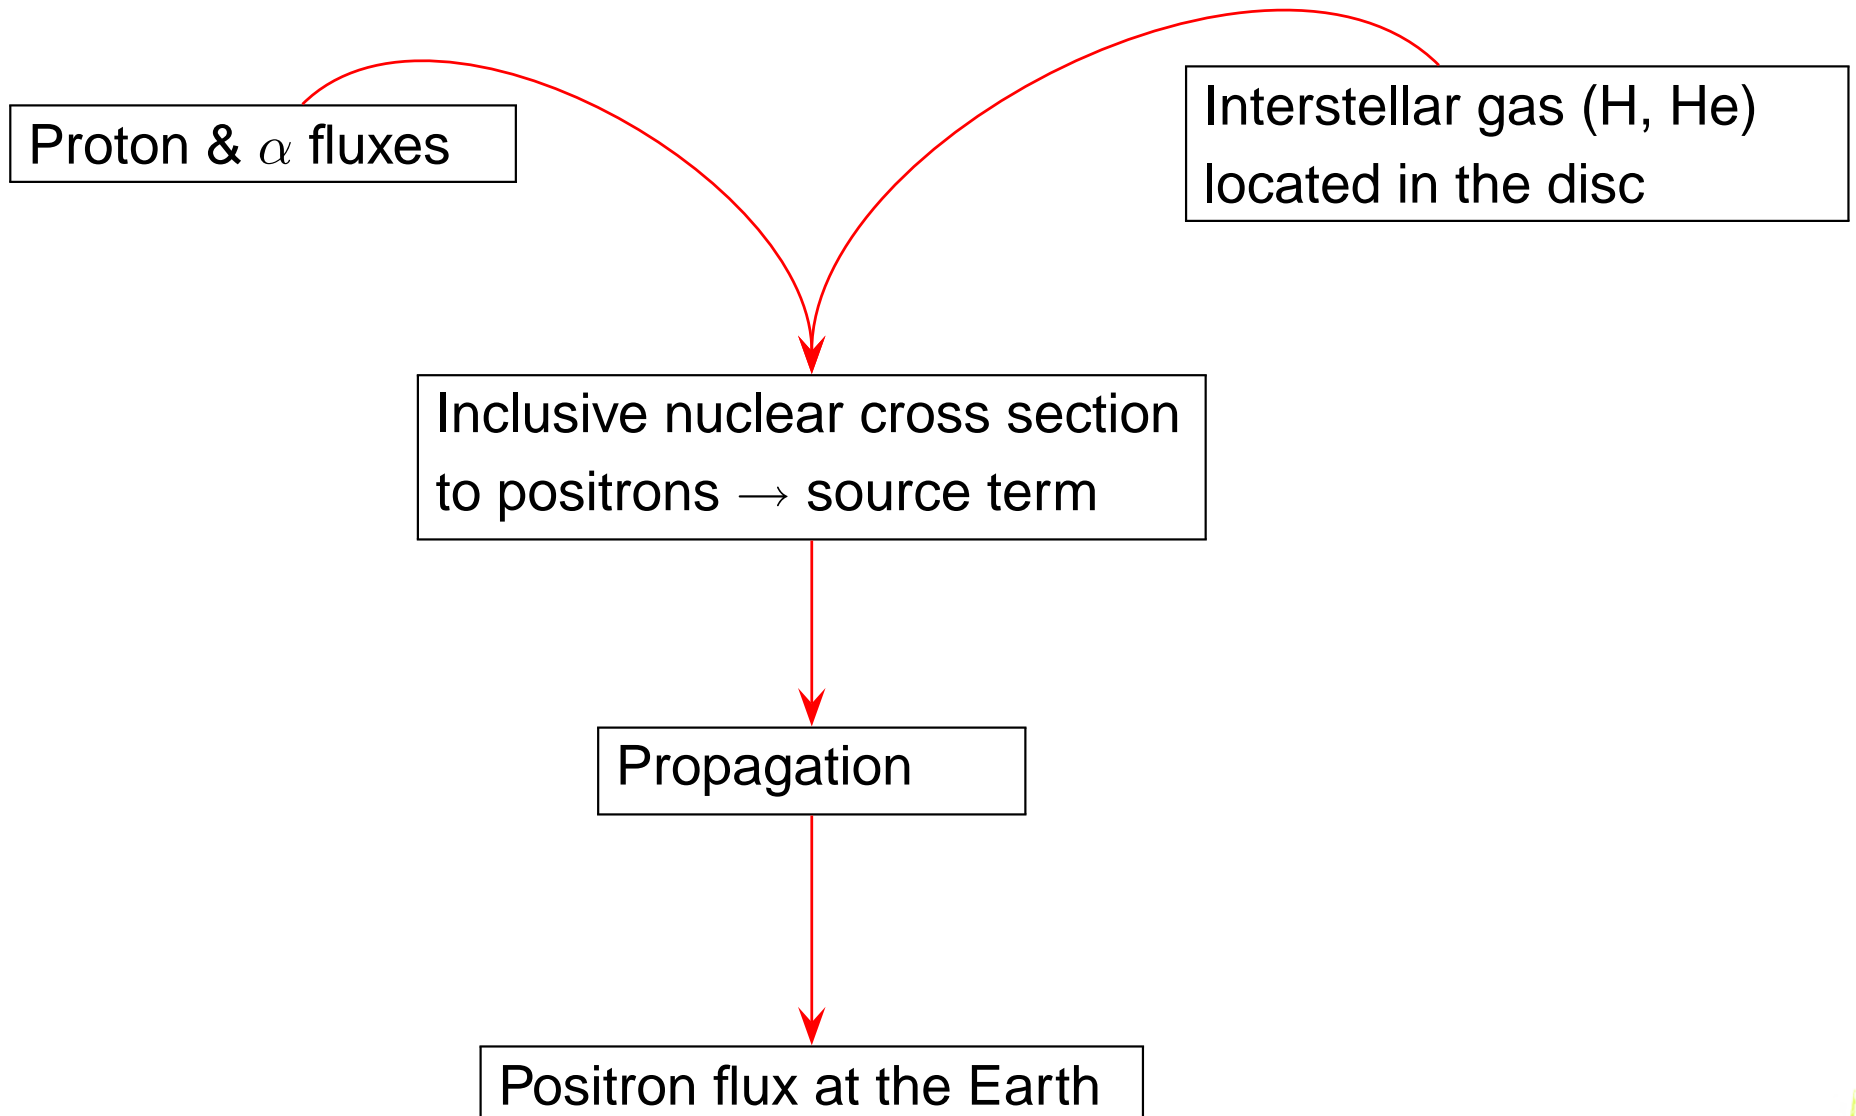 Proton & α fluxes
Interstellar gas (H, He)
located in the disc
Inclusive nuclear cross section
to positrons → source term
Propagation
Positron flux at the Earth